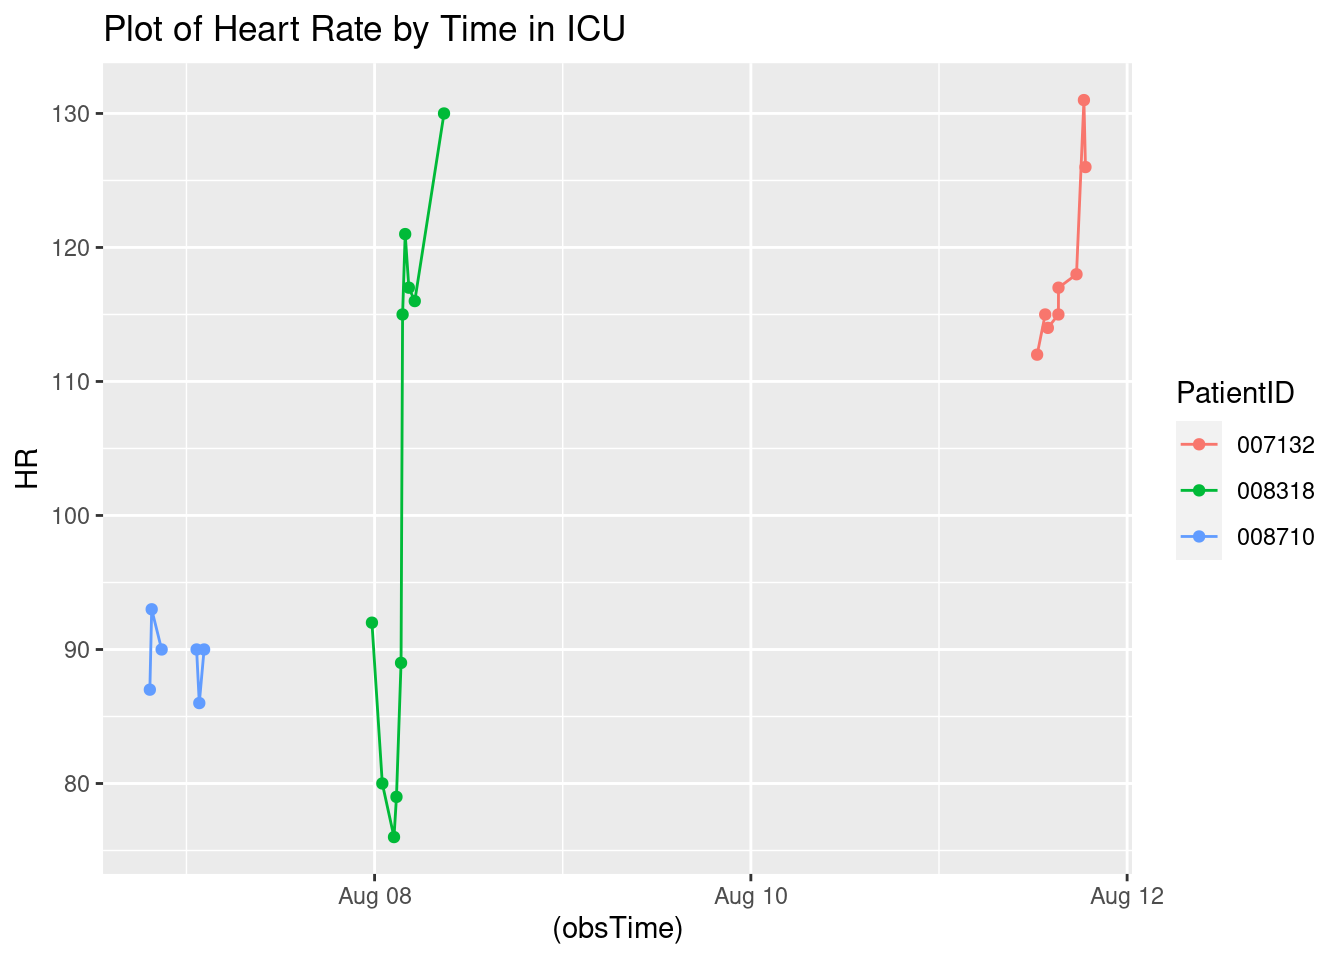 Plot of Heart Rate by Time in ICU
130
120
110
100
90
80
HR
Aug 08
Aug 10
Aug 12
(obsTime)
PatientID
007132
008318
008710